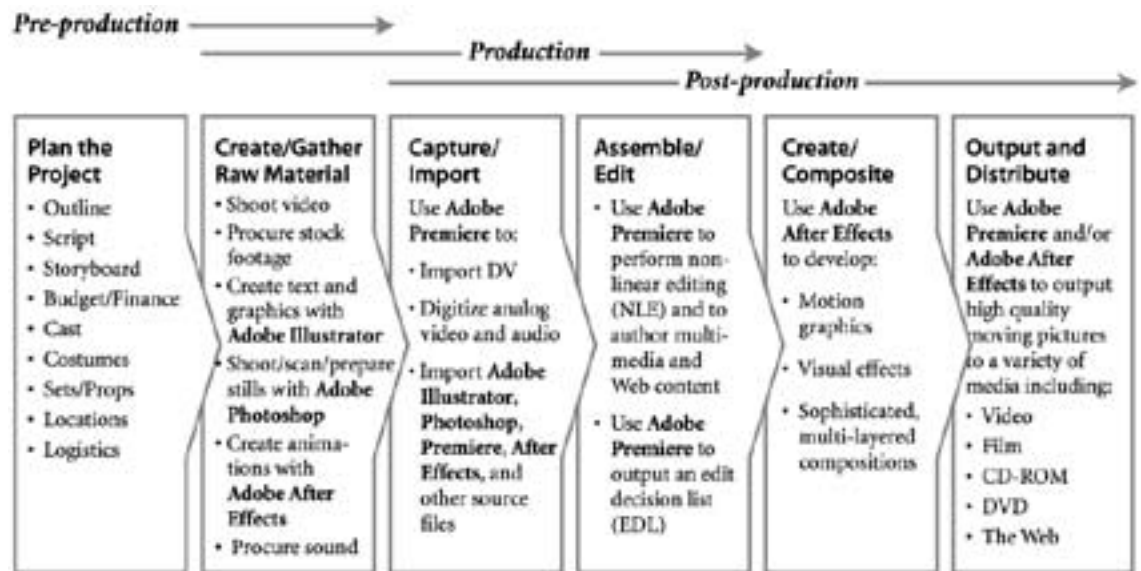 Pre-production
Production
Post-production
Plan the
Project
• Outline
• Script
• Storyboard
• Budget/Finance
• Cast
• Costumes
• Sets/Props
• Locations
• Logistics
Create/Gather
Raw Material
• Shoot video
• Procure stock
footage
• Create text and
graphics with
Adobe Illustrator
• Shoot/scan/prepare
stills with Adobe
Photoshop
• Create anima-
tions with
Adobe After
Effects
• Procure sound
Capture/
Import
Use Adobe
Premiere to:
• Import DV
• Digitize analog
video and audio
• Import Adobe
Illustrator,
Photoshop,
Premiere, After
Effects, and
other source
files
Assemble/
Edit
• Use Adobe
Premiere to
perform non-
linear editing
(NLE) and to
author multi-
media and
Web content
• Use Adobe
Premiere to
output an edit
decision list
(EDL)
Create/
Composite
Use Adobe
After Effects
to develop:
• Motion
graphics
• Visual effects
• Sophisticated,
multi-layered
compositions
Output and
Distribute
Use Adobe
Premiere and/or
Adobe After
Effects to output
high quality
moving pictures
to a variety of
media including:
• Video
• Film
• CD-ROM
• DVD
• The Web